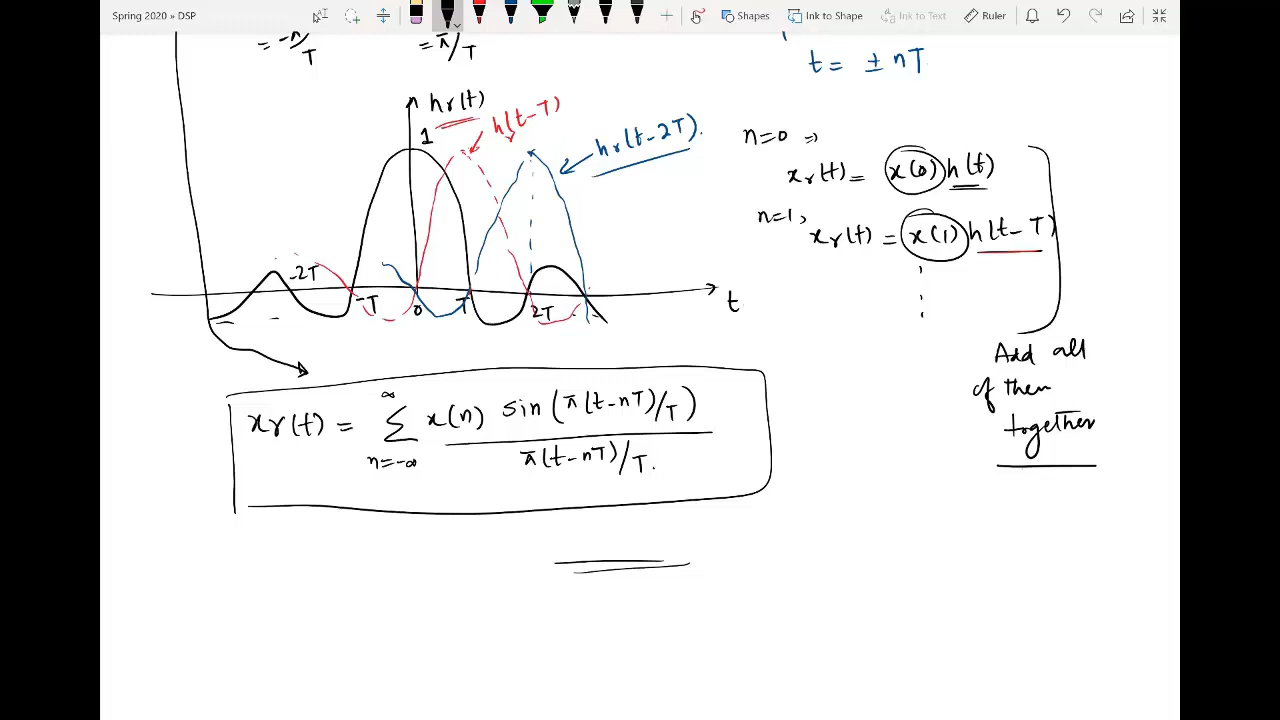 Spring 2020 » DSP
Shapes
Ink to Shape
Ink to Text
Ruler
= -π/T
= π/T
t = ± nT
hr(t)
h(t-T)
hr(t-2T).
1
-2T
-T
0
T
2T
t
n=0 ⇒
xr(t) = x(0) h(t)
n=1,
xr(t) = x(1) h(t-T)
Add all
of them
together
xr(t) = ∞ Σ n=-∞ x(n) sin(π(t-nT)/T) / π(t-nT)/T.